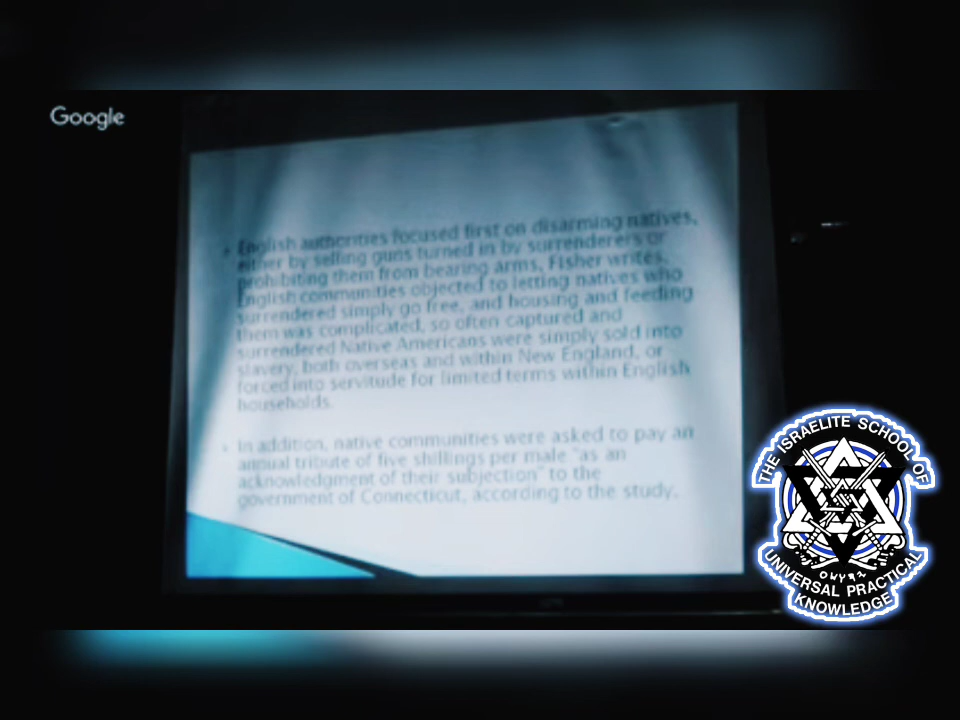 Google
• English authorities focused first on disarming natives,
either by selling guns turned in by surrenderers or
prohibiting them from bearing arms, Fisher writes.
English communities objected to letting natives who
surrendered simply go free, and housing and feeding
them was complicated, so often captured and
surrendered Native Americans were simply sold into
slavery, both overseas and within New England, or
forced into servitude for limited terms within English
households.
• In addition, native communities were asked to pay an
annual tribute of five shillings per male "as an
acknowledgment of their subjection" to the
government of Connecticut, according to the study.
THE ISRAELITE SCHOOL OF
UNIVERSAL PRACTICAL
KNOWLEDGE